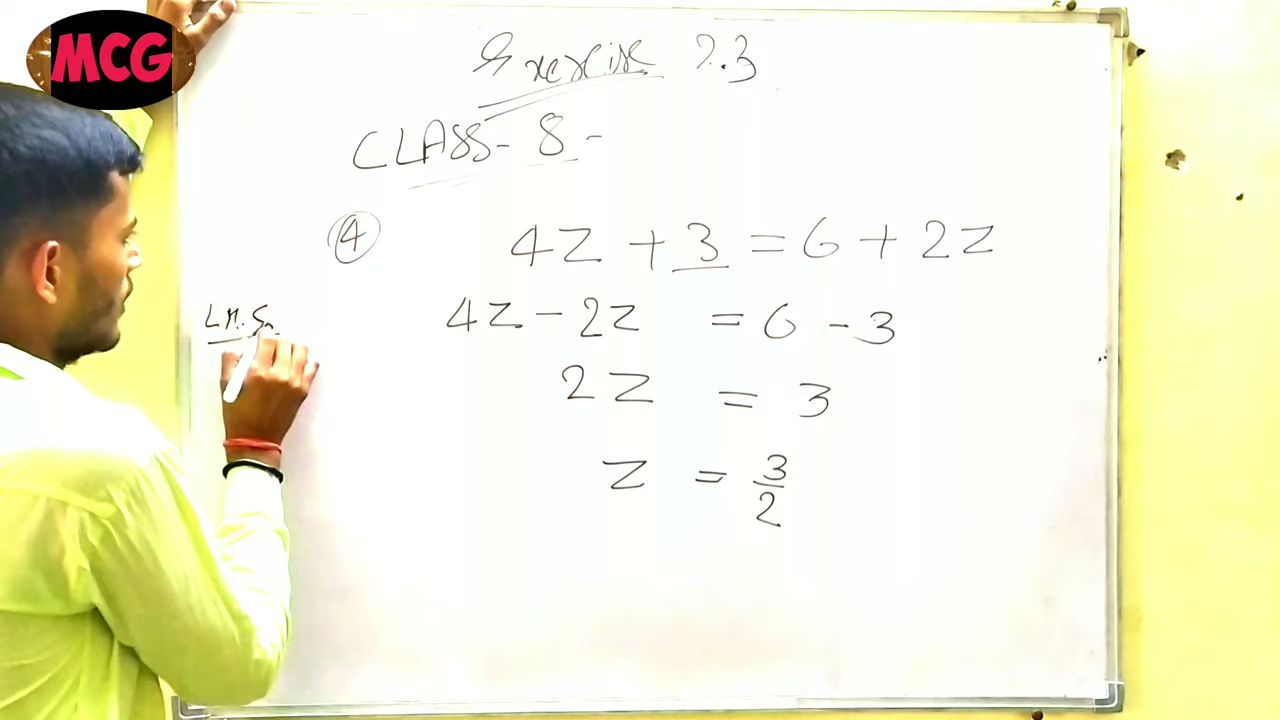 MCG
Exercise 2.3
CLASS- 8 -
④ 4Z + 3 = 6 + 2Z
4Z - 2Z = 6 - 3
2Z = 3
Z = 3/2
L.H.S.